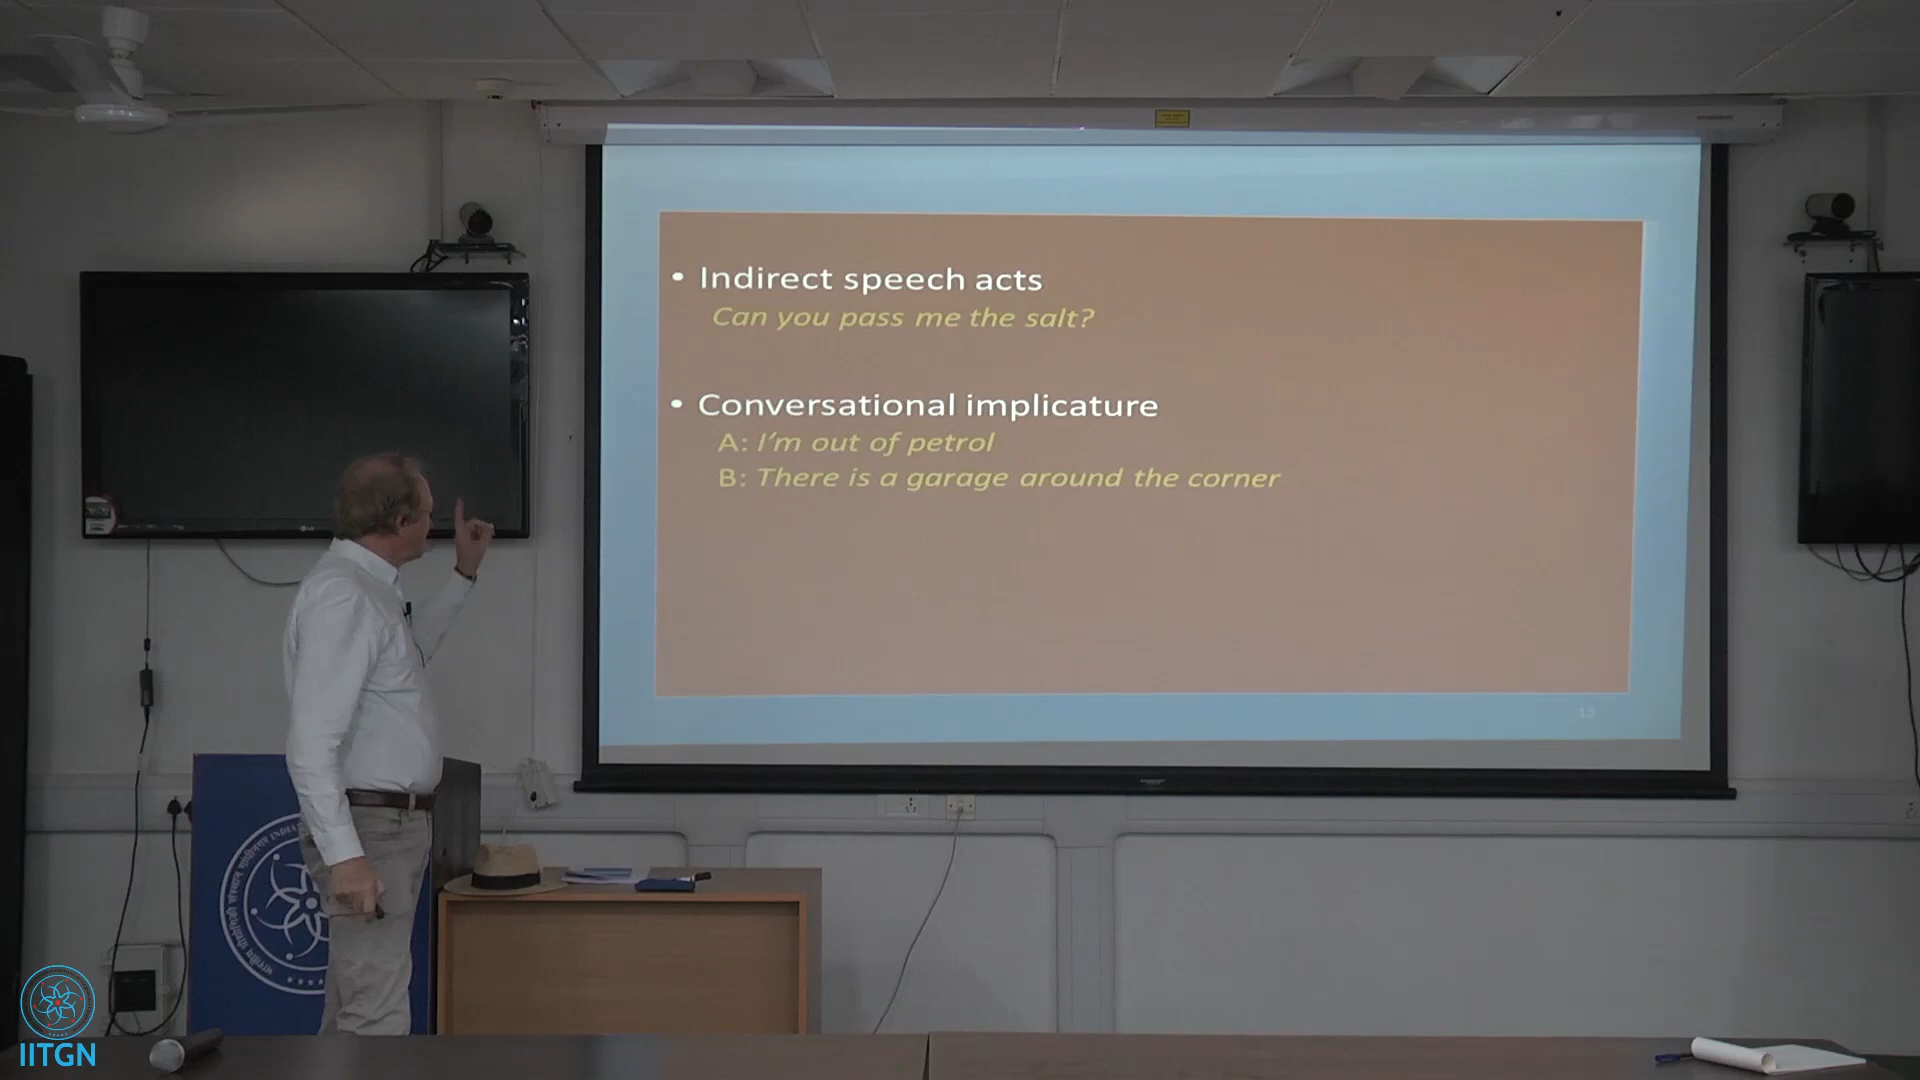 • Indirect speech acts
Can you pass me the salt?
• Conversational implicature
A: I'm out of petrol
B: There is a garage around the corner
15
IITGN